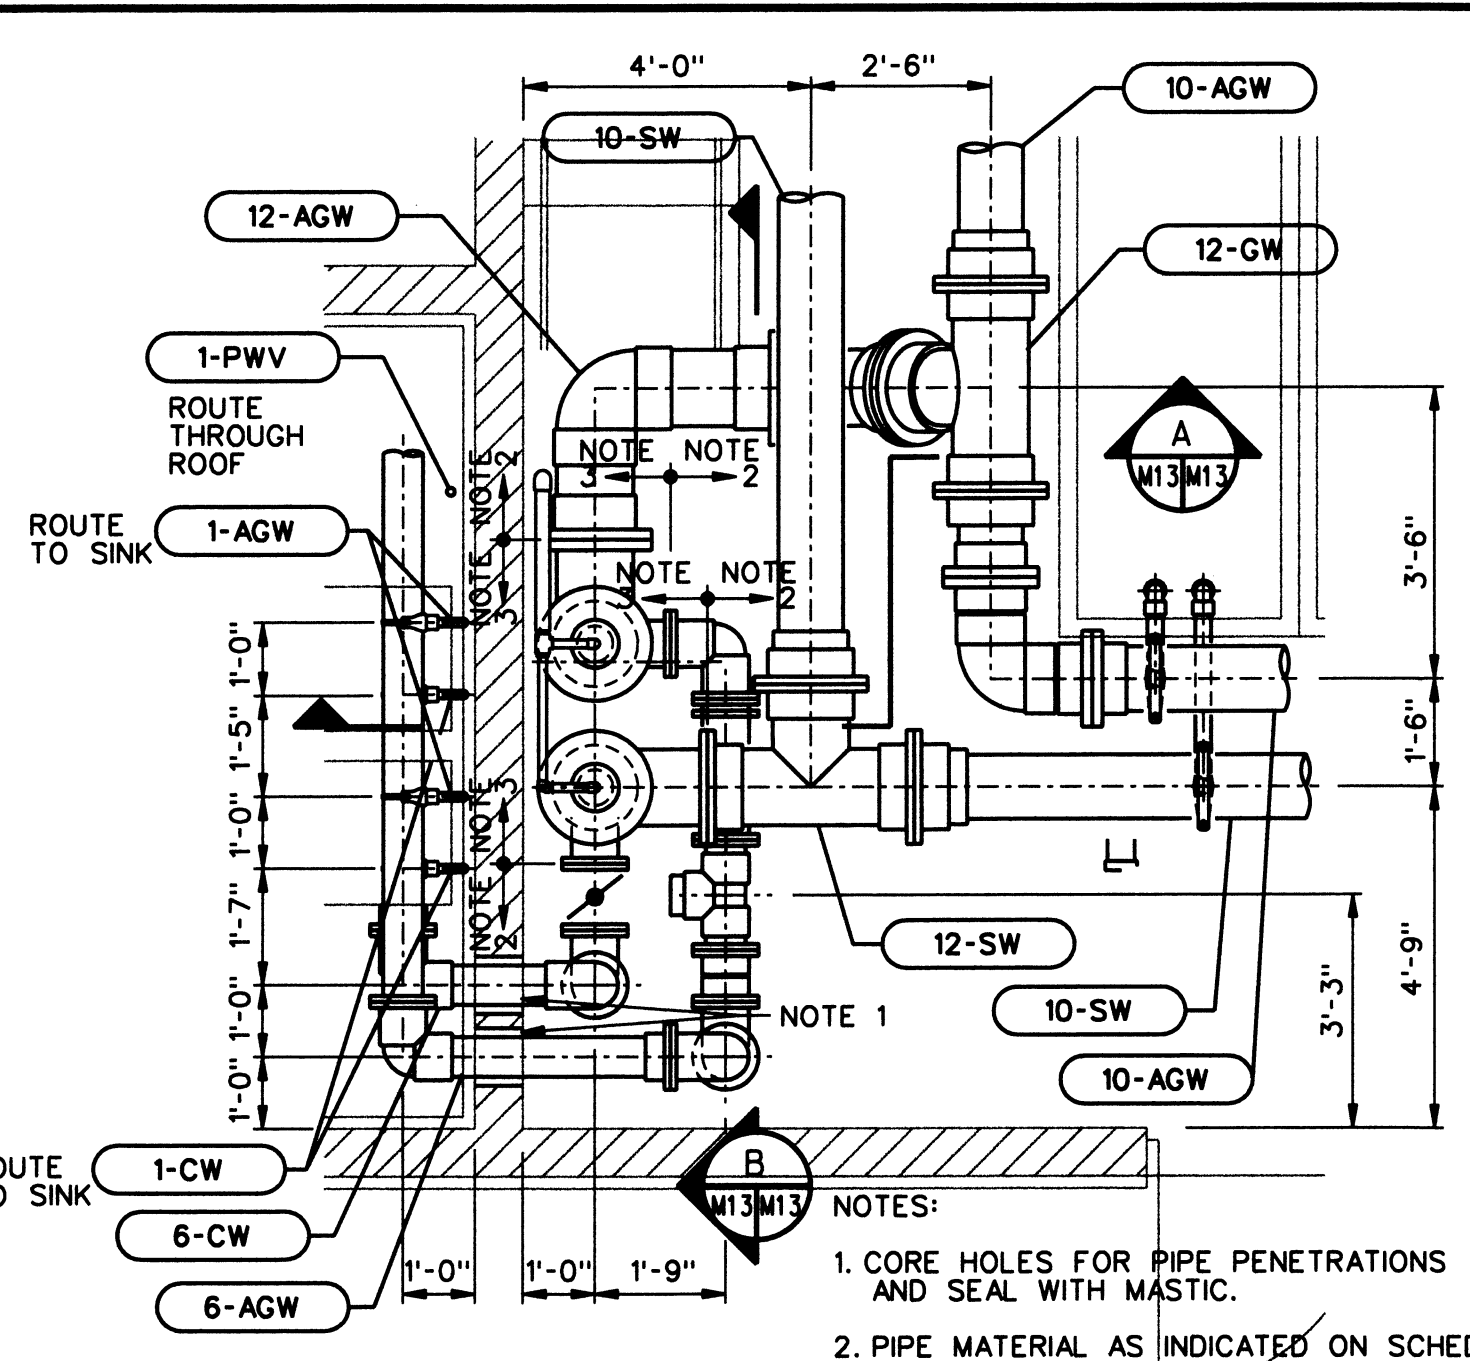 4'-0"
2'-6"
10-AGW
10-SW
12-AGW
12-GW
1-PWV
ROUTE
THROUGH
ROOF
NOTE
3
NOTE
2
NOTE
2
A
M13
M13
ROUTE
TO SINK
1-AGW
NOTE
3
NOTE
NOTE
2
3'-6"
1'-0"
1'-5"
1'-0"
1'-7"
1'-0"
1'-0"
NOTE
3
NOTE
2
1'-6"
4'-9"
3'-3"
12-SW
10-SW
NOTE 1
10-AGW
1-CW
SINK
6-CW
6-AGW
B
M13
M13
1'-0"
1'-0"
1'-9"
NOTES:
1. CORE HOLES FOR PIPE PENETRATIONS
AND SEAL WITH MASTIC.
2. PIPE MATERIAL AS INDICATED ON